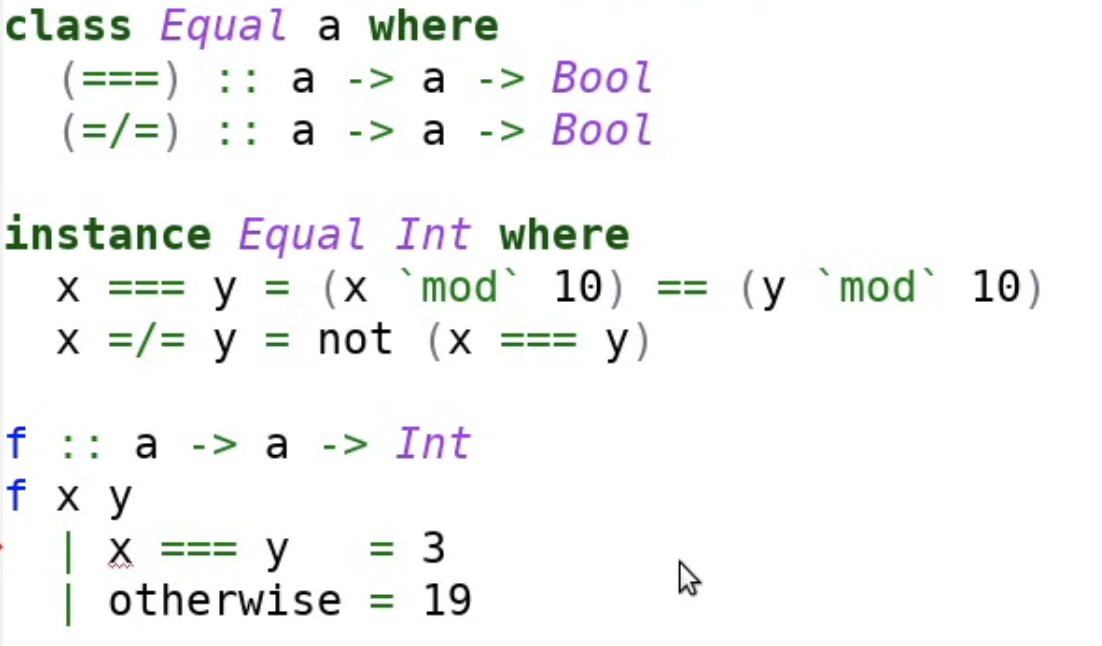 class Equal a where
  (===) :: a -> a -> Bool
  (=/=) :: a -> a -> Bool

instance Equal Int where
  x === y = (x `mod` 10) == (y `mod` 10)
  x =/= y = not (x === y)

f :: a -> a -> Int
f x y
  | x === y   = 3
  | otherwise = 19